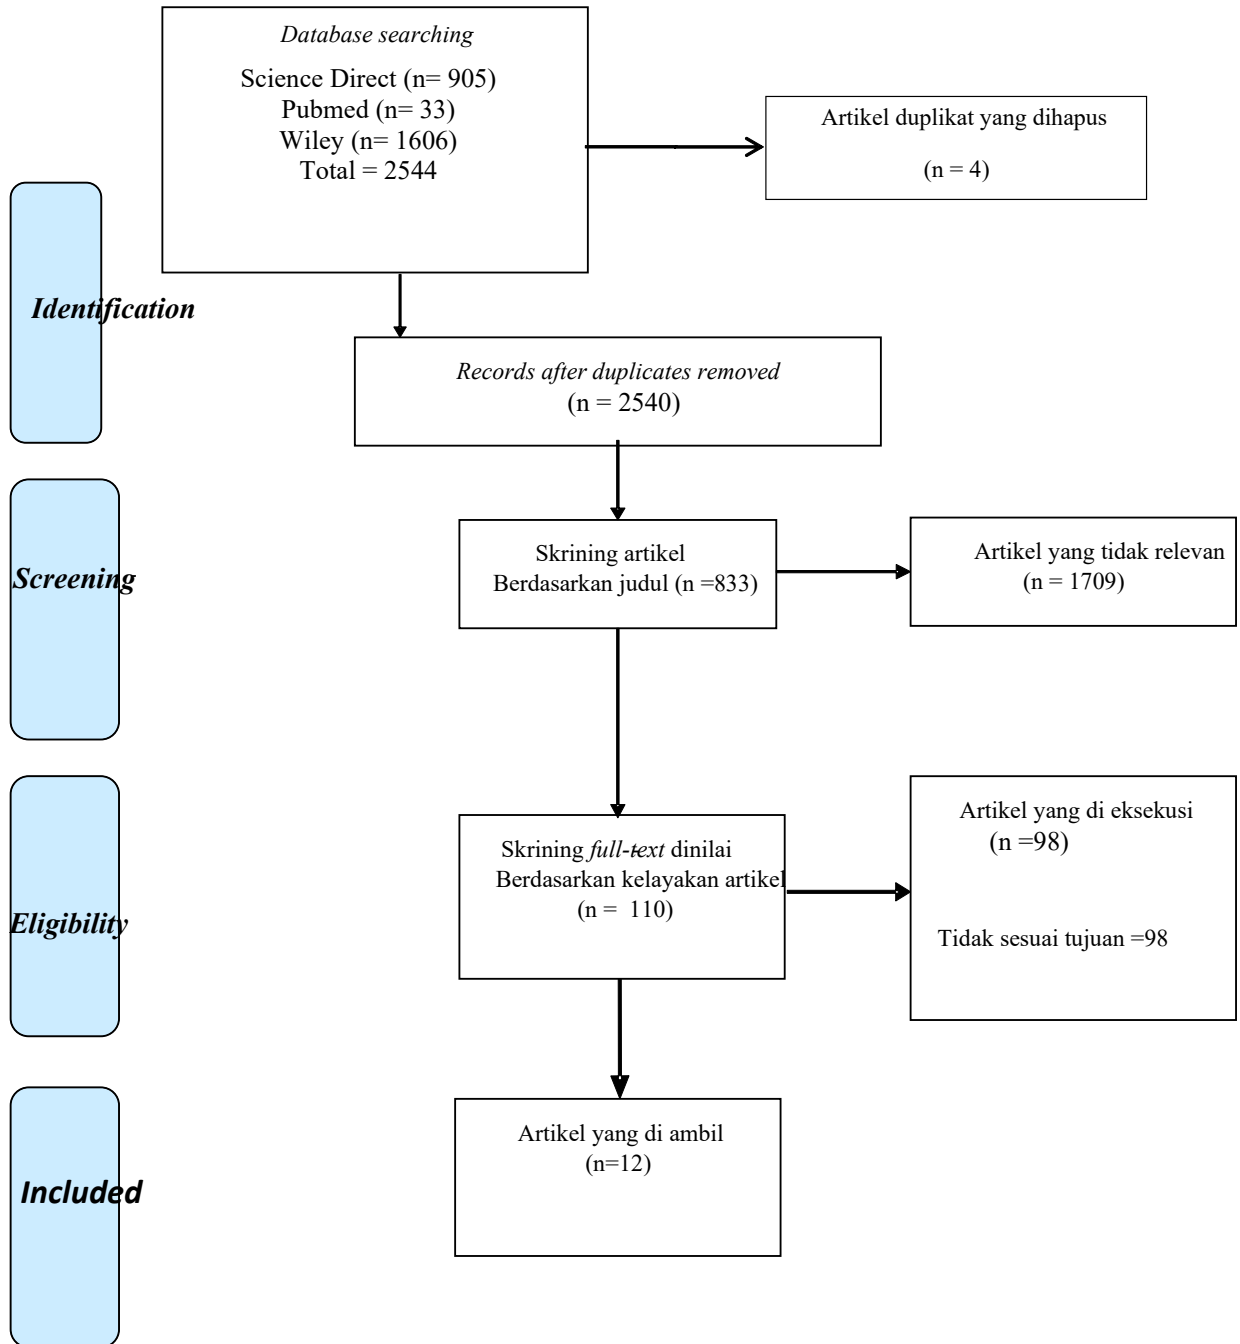 Database searching
Science Direct (n= 905)
Pubmed (n= 33)
Wiley (n= 1606)
Total = 2544
Artikel duplikat yang dihapus
(n = 4)
Identification
Records after duplicates removed
(n = 2540)
Screening
Skrining artikel
Berdasarkan judul (n =833)
Artikel yang tidak relevan
(n = 1709)
Eligibility
Skrining full-text dinilai
Berdasarkan kelayakan artikel
(n = 110)
Artikel yang di eksekusi
(n =98)
Tidak sesuai tujuan =98
Included
Artikel yang di ambil
(n=12)